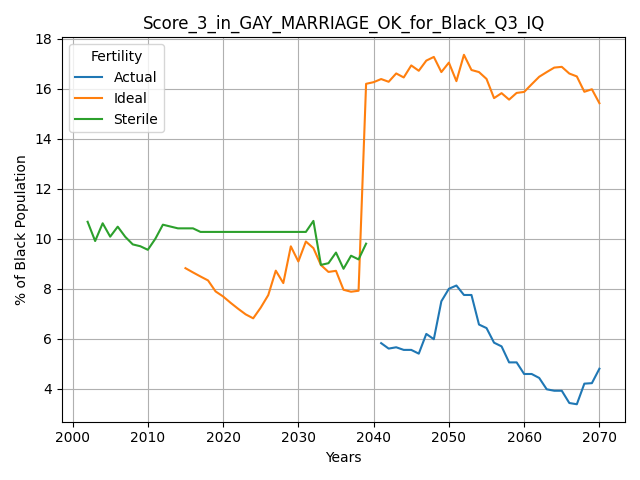 Score_3_in_GAY_MARRIAGE_OK_for_Black_Q3_IQ
Fertility
Actual
Ideal
Sterile
% of Black Population
18
16
14
12
10
8
6
4
2000 2010 2020 2030 2040 2050 2060 2070
Years